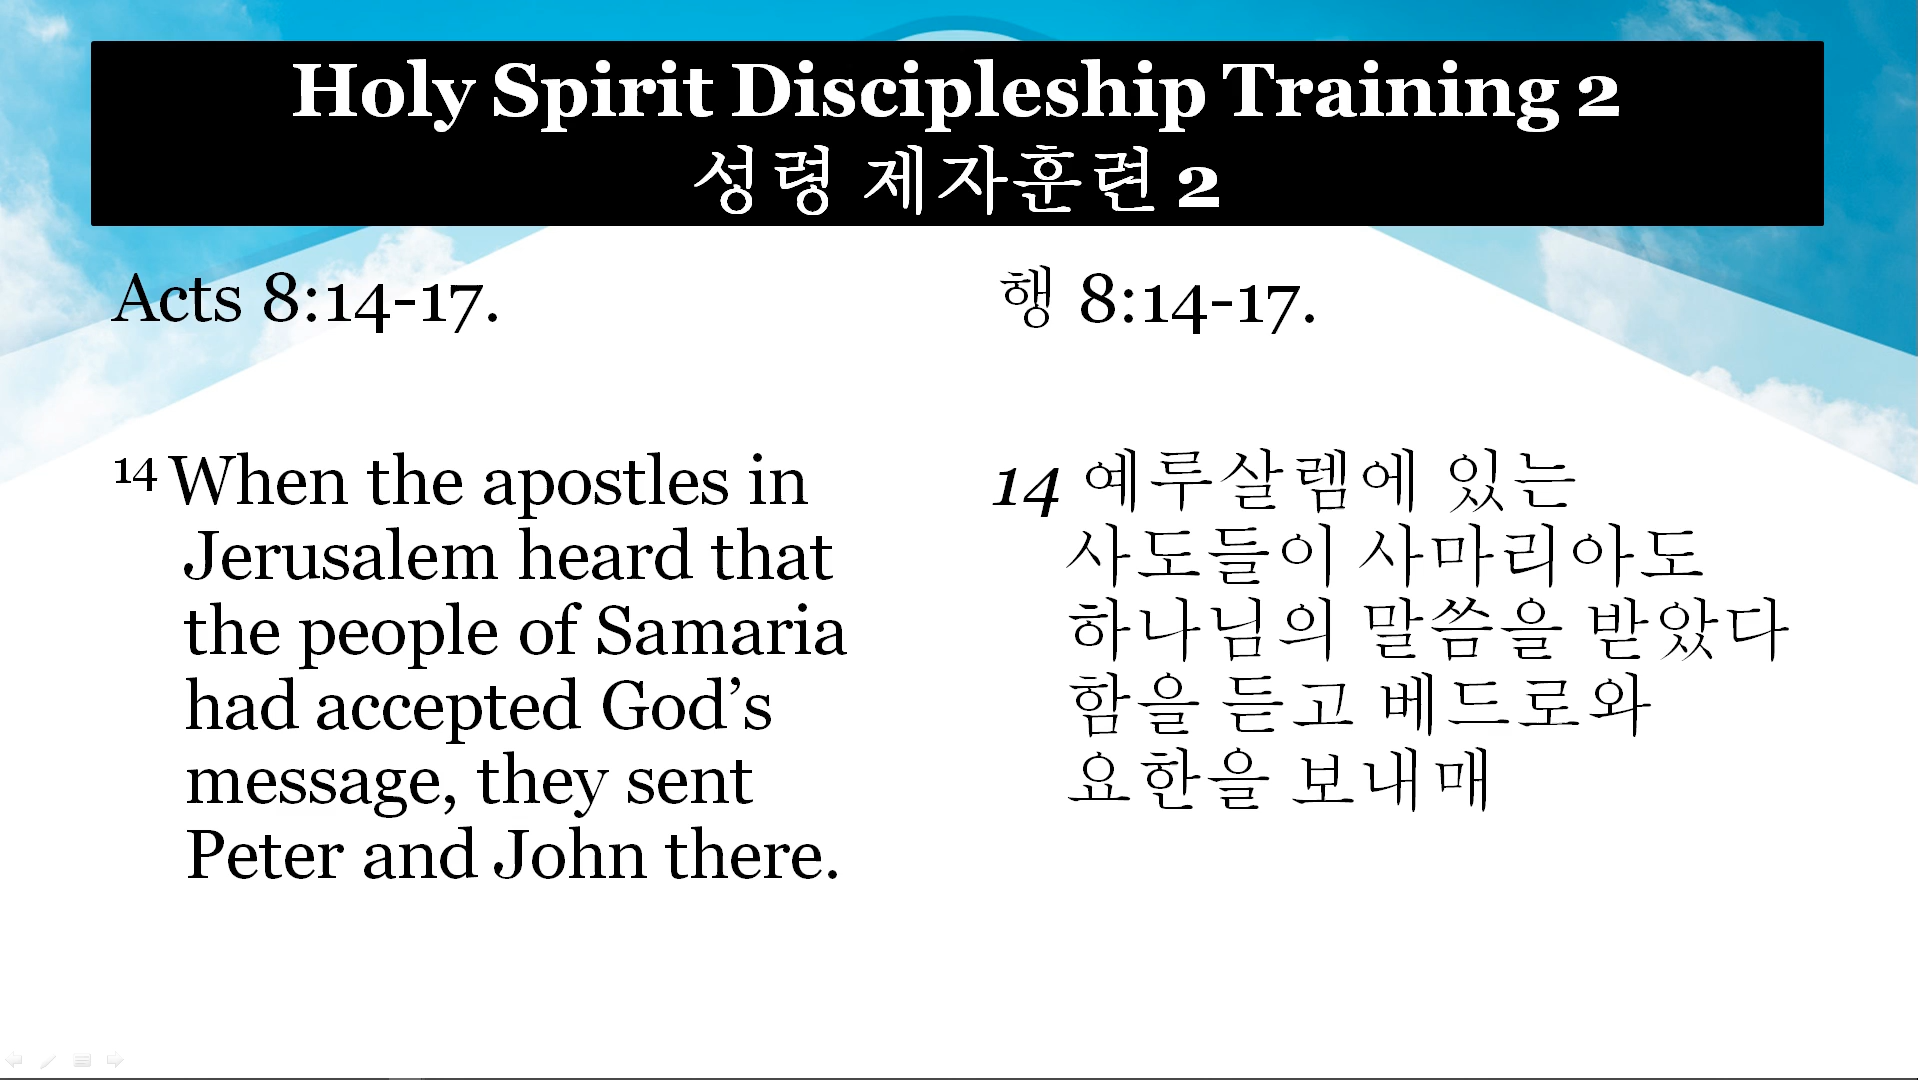 Holy Spirit Discipleship Training 2
성령 제자훈련 2
Acts 8:14-17.
14 When the apostles in
Jerusalem heard that
the people of Samaria
had accepted God’s
message, they sent
Peter and John there.
행 8:14-17.
14 예루살렘에 있는
사도들이 사마리아도
하나님의 말씀을 받았다
함을 듣고 베드로와
요한을 보내매